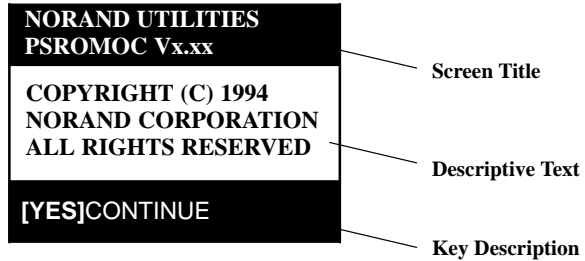 NORAND UTILITIES
PSROMOC Vx.xx
Screen Title
COPYRIGHT (C) 1994
NORAND CORPORATION
ALL RIGHTS RESERVED
Descriptive Text
[YES]CONTINUE
Key Description